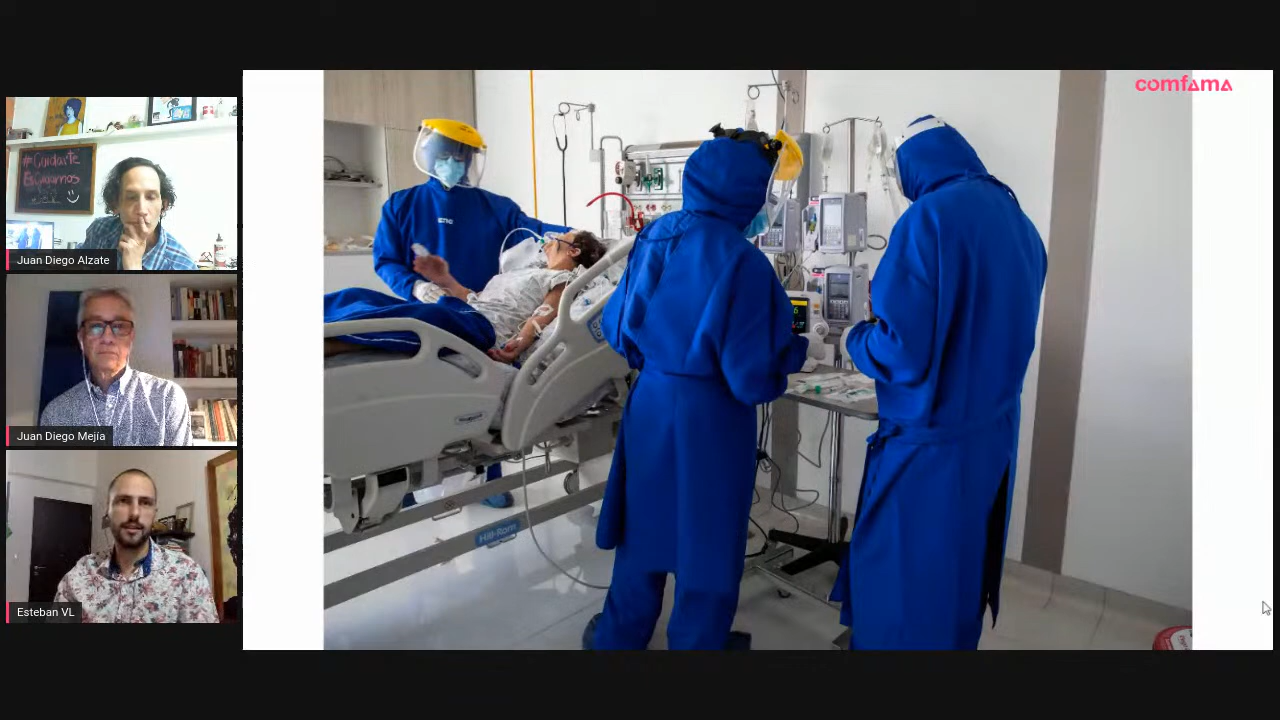 comfama
#Cuidarte
Es Cuidarnos
Juan Diego Alzate
Juan Diego Mejía
Esteban VL
Hill-Rom